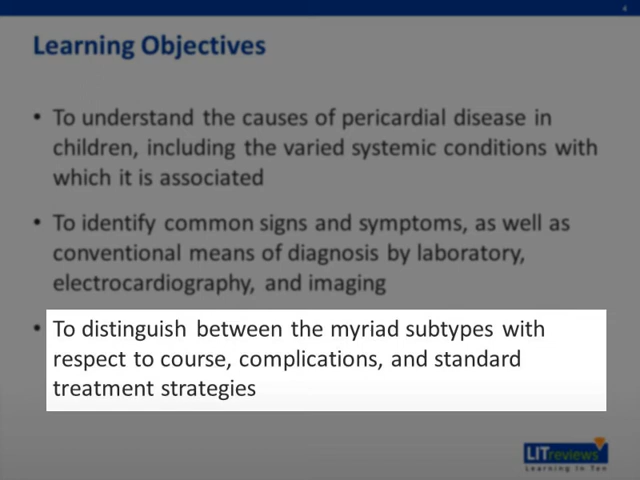 4
Learning Objectives
• To understand the causes of pericardial disease in
children, including the varied systemic conditions with
which it is associated
• To identify common signs and symptoms, as well as
conventional means of diagnosis by laboratory,
electrocardiography, and imaging
• To distinguish between the myriad subtypes with
respect to course, complications, and standard
treatment strategies
LITreviews
Learning In Ten